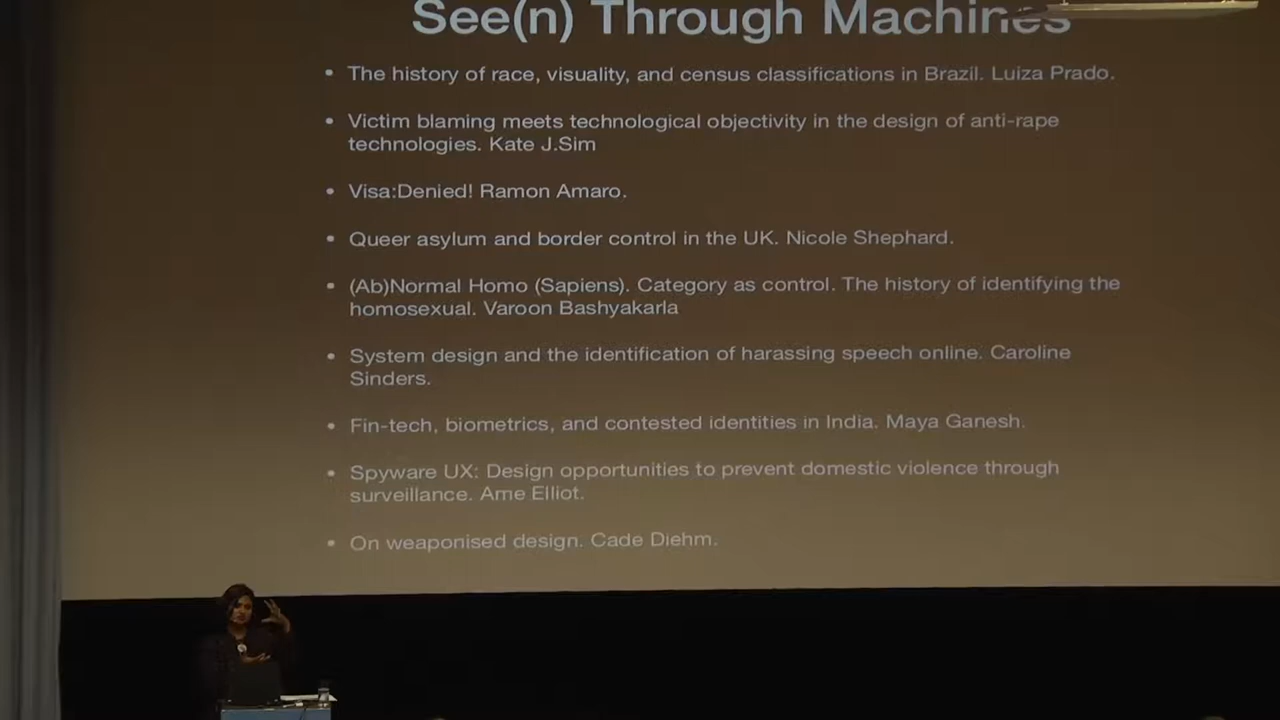 See(n) Through Machines
• The history of race, visuality, and census classifications in Brazil. Luiza Prado.
• Victim blaming meets technological objectivity in the design of anti-rape
technologies. Kate J.Sim
• Visa:Denied! Ramon Amaro.
• Queer asylum and border control in the UK. Nicole Shephard.
• (Ab)Normal Homo (Sapiens). Category as control. The history of identifying the
homosexual. Varoon Bashyakarla
• System design and the identification of harassing speech online. Caroline
Sinders.
• Fin-tech, biometrics, and contested identities in India. Maya Ganesh.
• Spyware UX: Design opportunities to prevent domestic violence through
surveillance. Ame Elliot.
• On weaponised design. Cade Diehm.